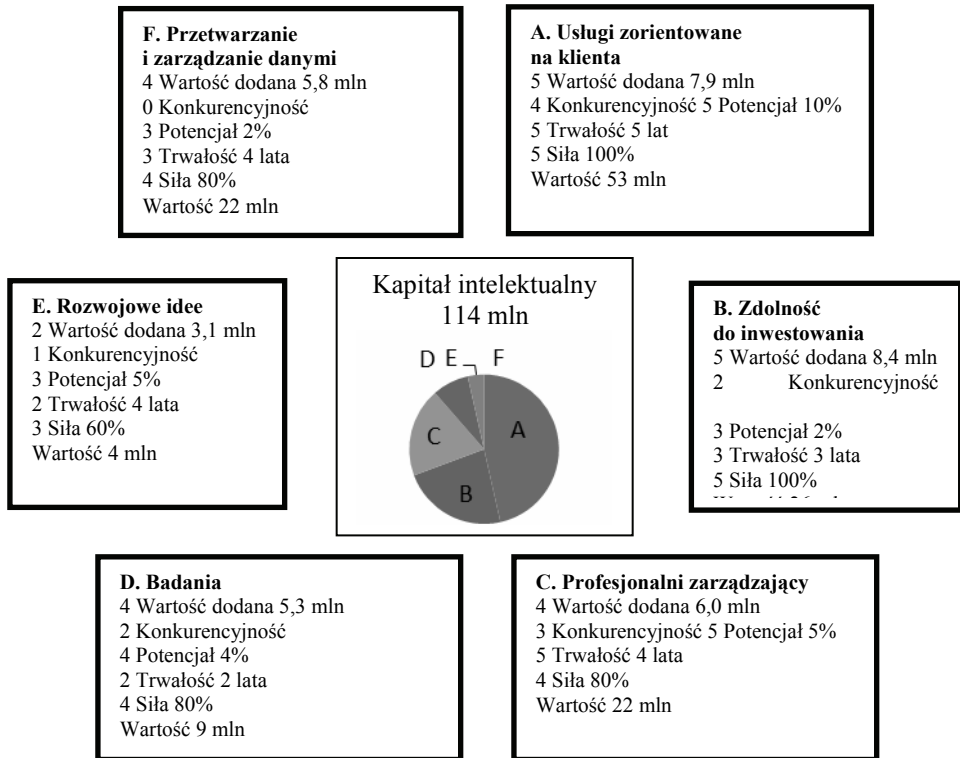 F. Przetwarzanie
i zarządzanie danymi
4 Wartość dodana 5,8 mln
0 Konkurencyjność
3 Potencjał 2%
3 Trwałość 4 lata
4 Siła 80%
Wartość 22 mln
A. Usługi zorientowane
na klienta
5 Wartość dodana 7,9 mln
4 Konkurencyjność 5 Potencjał 10%
5 Trwałość 5 lat
5 Siła 100%
Wartość 53 mln
E. Rozwojowe idee
2 Wartość dodana 3,1 mln
1 Konkurencyjność
3 Potencjał 5%
2 Trwałość 4 lata
3 Siła 60%
Wartość 4 mln
Kapitał intelektualny
114 mln
D E F
C A
B
B. Zdolność
do inwestowania
5 Wartość dodana 8,4 mln
2 Konkurencyjność
3 Potencjał 2%
3 Trwałość 3 lata
5 Siła 100%
D. Badania
4 Wartość dodana 5,3 mln
2 Konkurencyjność
4 Potencjał 4%
2 Trwałość 2 lata
4 Siła 80%
Wartość 9 mln
C. Profesjonalni zarządzający
4 Wartość dodana 6,0 mln
3 Konkurencyjność 5 Potencjał 5%
5 Trwałość 4 lata
4 Siła 80%
Wartość 22 mln